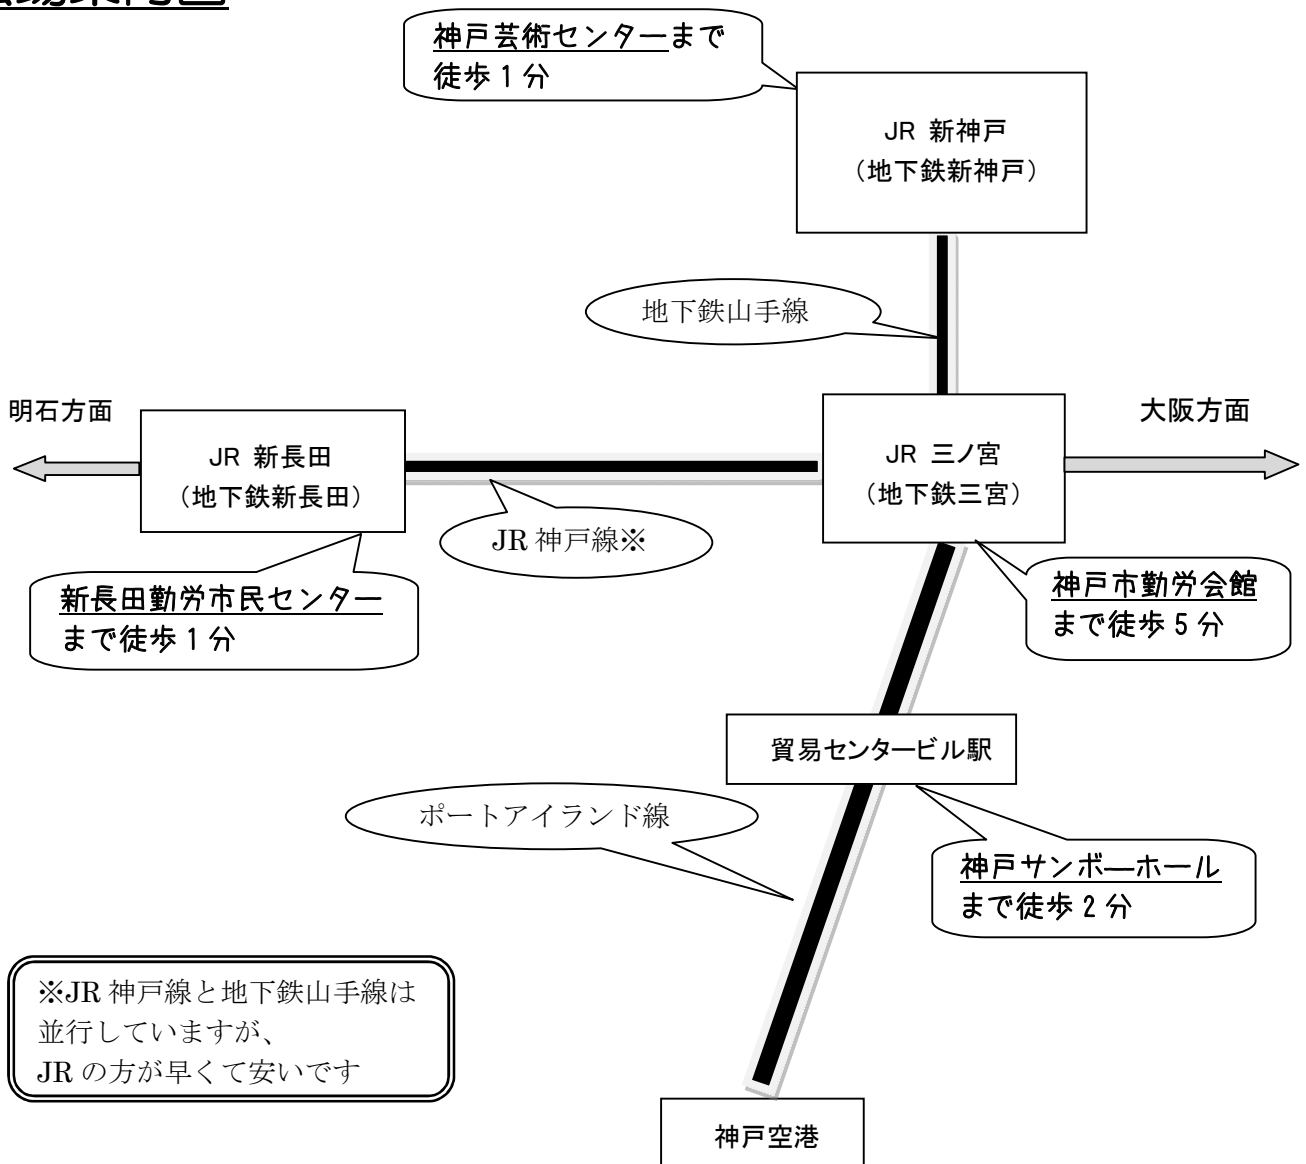 神戸芸術センターまで
徒歩1分
JR 新神戸
（地下鉄新神戸）
地下鉄山手線
明石方面
大阪方面
JR 新長田
（地下鉄新長田）
JR 三ノ宮
（地下鉄三宮）
JR 神戸線※
新長田勤労市民センター
まで徒歩1分
神戸市勤労会館
まで徒歩5分
貿易センタービル駅
ポートアイランド線
神戸サンボーホール
まで徒歩2分
※JR 神戸線と地下鉄山手線は
並行していますが、
JR の方が早くて安いです
神戸空港